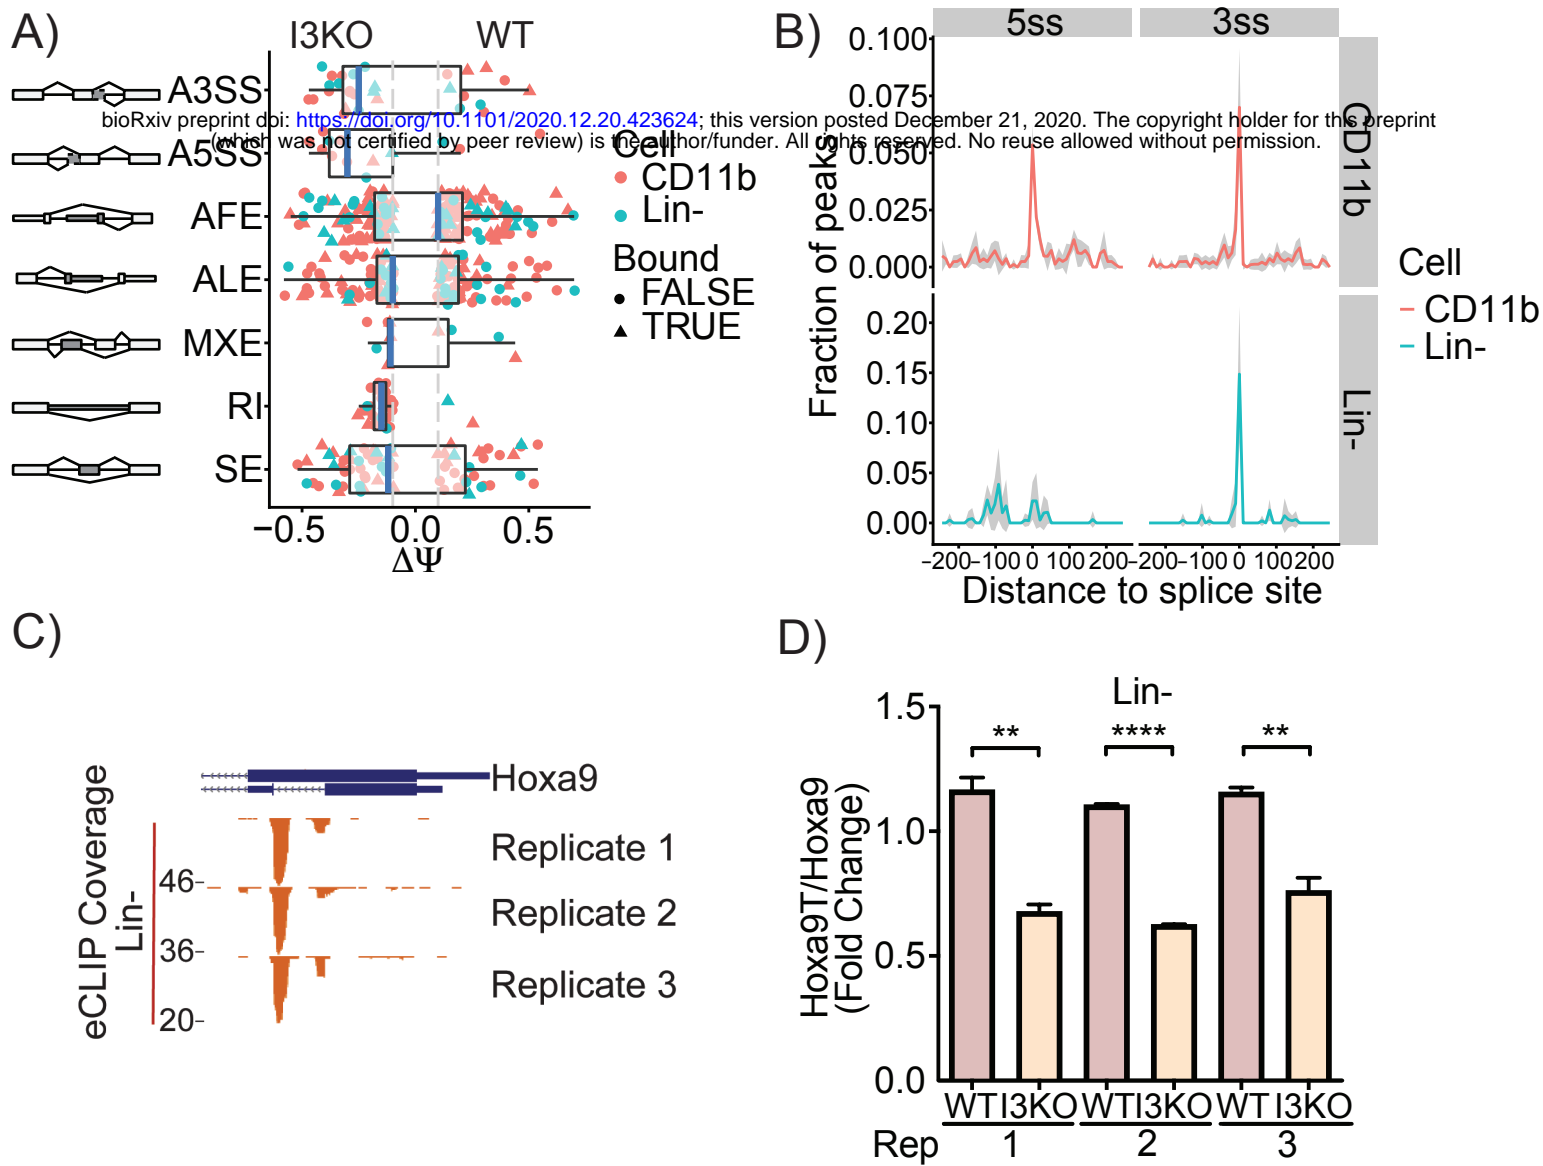 A)
I3KO WT
A3SS
A5SS
AFE
ALE
MXE
RI
SE
−0.5 0.0 0.5
ΔΨ
Cell
CD11b
Lin-
Bound
FALSE
TRUE
bioRxiv preprint doi: https://doi.org/10.1101/2020.12.20.423624; this version posted December 21, 2020. The copyright holder for this preprint
(which was not certified by peer review) is the author/funder. All rights reserved. No reuse allowed without permission.
B)
5ss 3ss
0.100
0.075
0.050
0.025
0.000
CD11b
0.20
0.15
0.10
0.05
0.00
Lin-
Fraction of peaks
−200 −100 0 100 200 −200 −100 0 100 200
Distance to splice site
Cell
CD11b
Lin-
C)
eCLIP Coverage
Lin-
Hoxa9
Replicate 1
46
Replicate 2
36
Replicate 3
20
D)
Lin-
Hoxa9T/Hoxa9
(Fold Change)
1.5
1.0
0.5
0.0
** **** **
WT I3KO WT I3KO WT I3KO
Rep 1 2 3